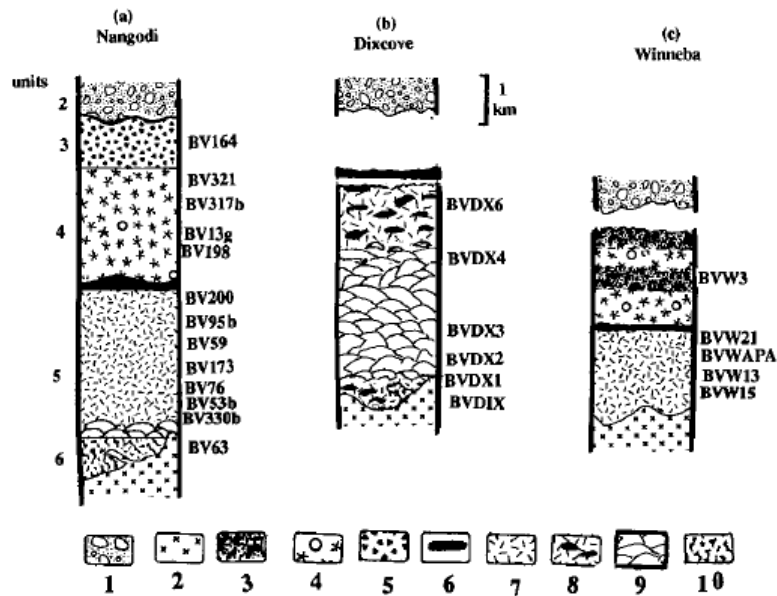 (a)
Nangodi
(b)
Dixcove
(c)
Winneba
units
2
3
4
5
6
BV164
BV321
BV317b
BV13g
BV198
BV200
BV95b
BV59
BV173
BV76
BV53b
BV330b
BV63
1
km
BVDX6
BVDX4
BVDX3
BVDX2
BVDX1
BVDIX
BVW3
BVW21
BVWAPA
BVW13
BVW15
1 2 3 4 5 6 7 8 9 10